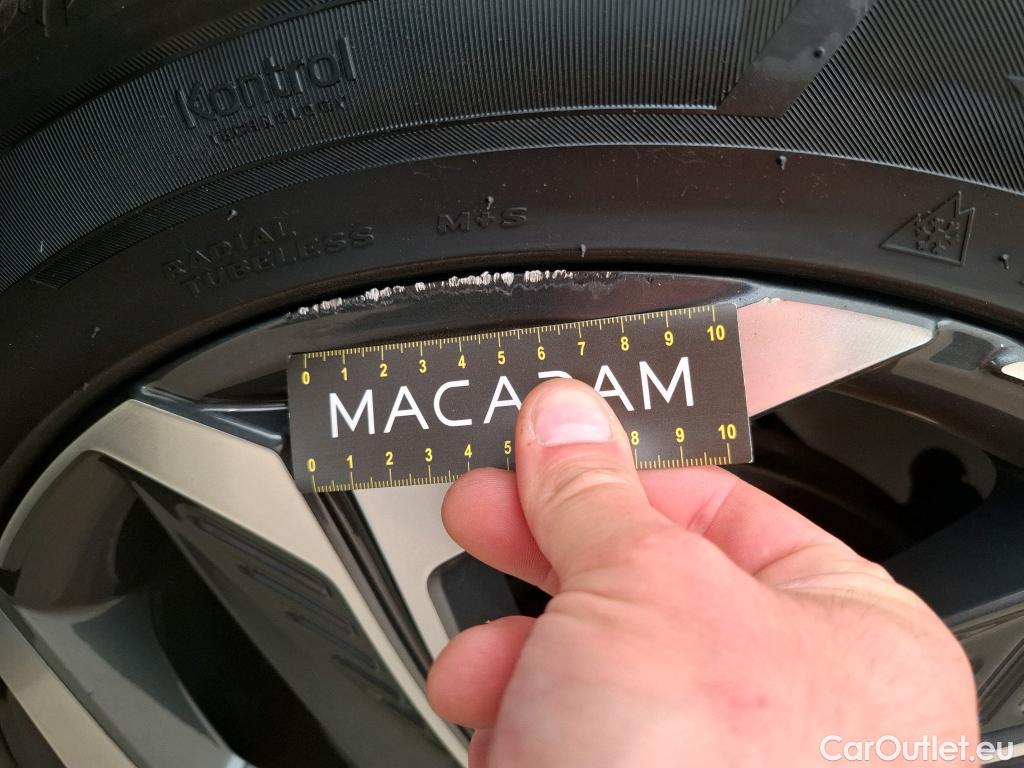 Kontrol
TECHNOLOGY
RADIAL
TUBELESS
M+S
0 1 2 3 4 5 6 7 8 9 10
MACADAM
0 1 2 3 4 5 8 9 10
CarOutlet.eu